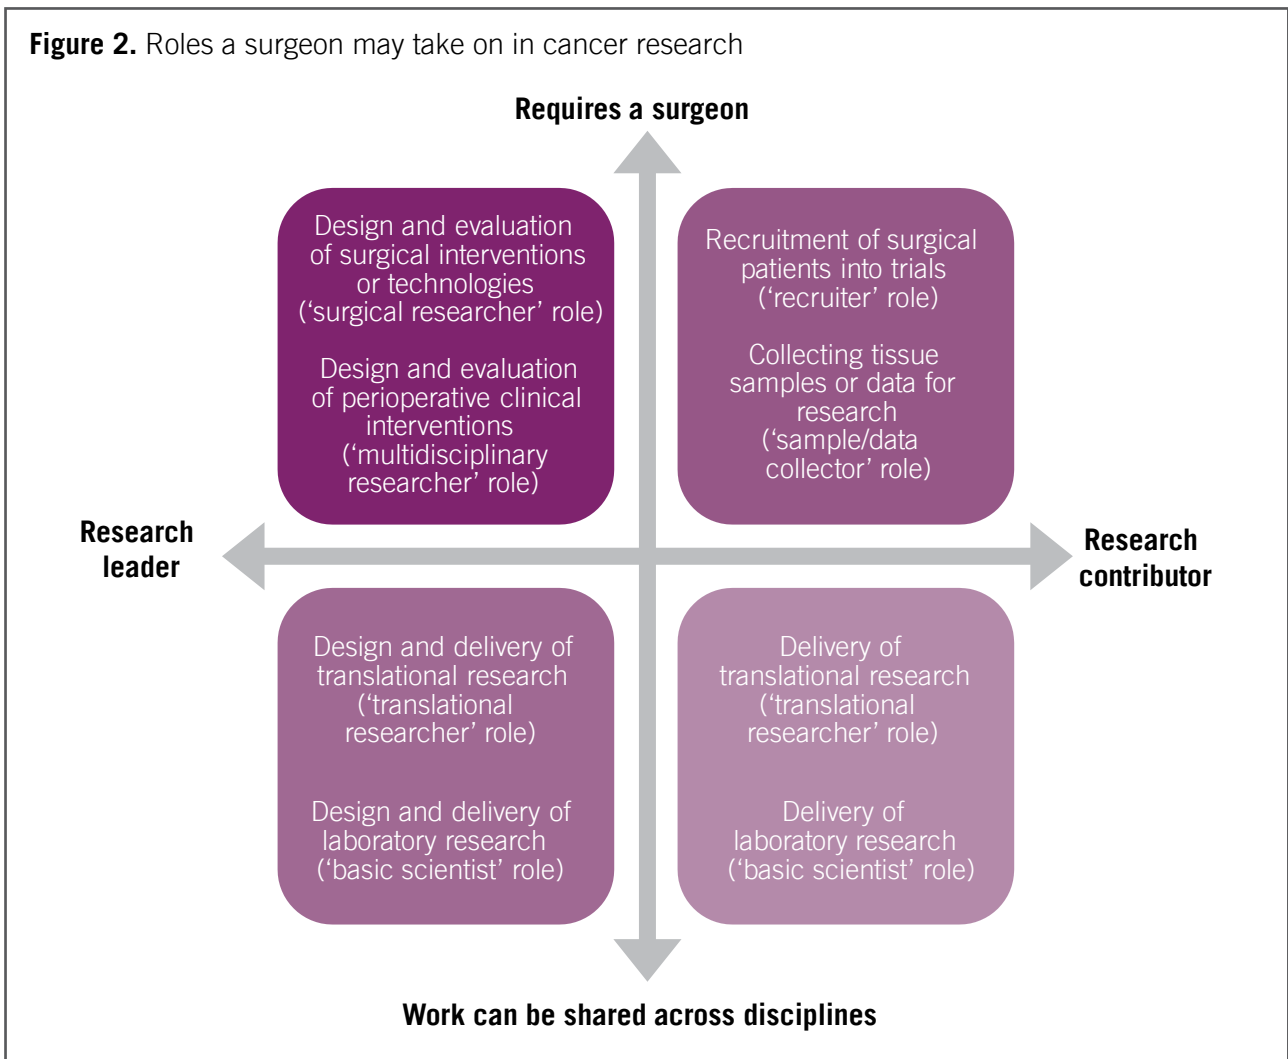 Figure 2. Roles a surgeon may take on in cancer research
Requires a surgeon
Design and evaluation
of surgical interventions
or technologies
(‘surgical researcher’ role)
Design and evaluation
of perioperative clinical
interventions
(‘multidisciplinary
researcher’ role)
Recruitment of surgical
patients into trials
(‘recruiter’ role)
Collecting tissue
samples or data for
research
(‘sample/data
collector’ role)
Research
leader
Research
contributor
Design and delivery of
translational research
(‘translational
researcher’ role)
Design and delivery of
laboratory research
(‘basic scientist’ role)
Delivery of
translational research
(‘translational
researcher’ role)
Delivery of
laboratory research
(‘basic scientist’ role)
Work can be shared across disciplines